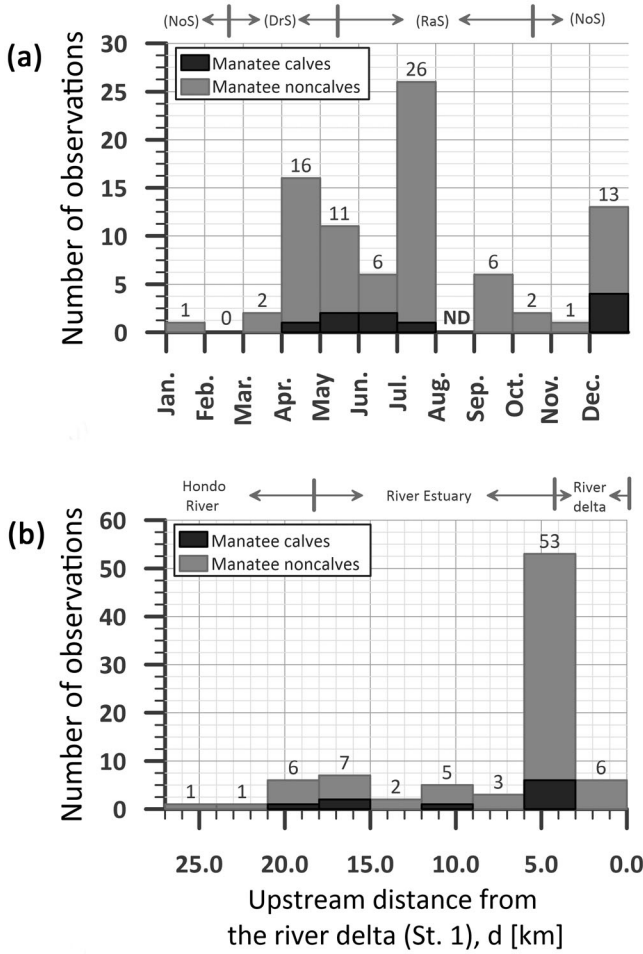 (NoS) (DrS) (RaS) (NoS)
(a)
30
25
20
15
10
5
0
Number of observations
Manatee calves
Manatee noncalves
1 0 2 16 11 6 26 ND 6 2 1 13
Jan. Feb. Mar. Apr. May Jun. Jul. Aug. Sep. Oct. Nov. Dec.
Hondo River
River Estuary
River delta
(b)
60
50
40
30
20
10
0
Number of observations
Manatee calves
Manatee noncalves
1 1 6 7 2 5 3 53 6
25.0 20.0 15.0 10.0 5.0 0.0
Upstream distance from
the river delta (St. 1), d [km]